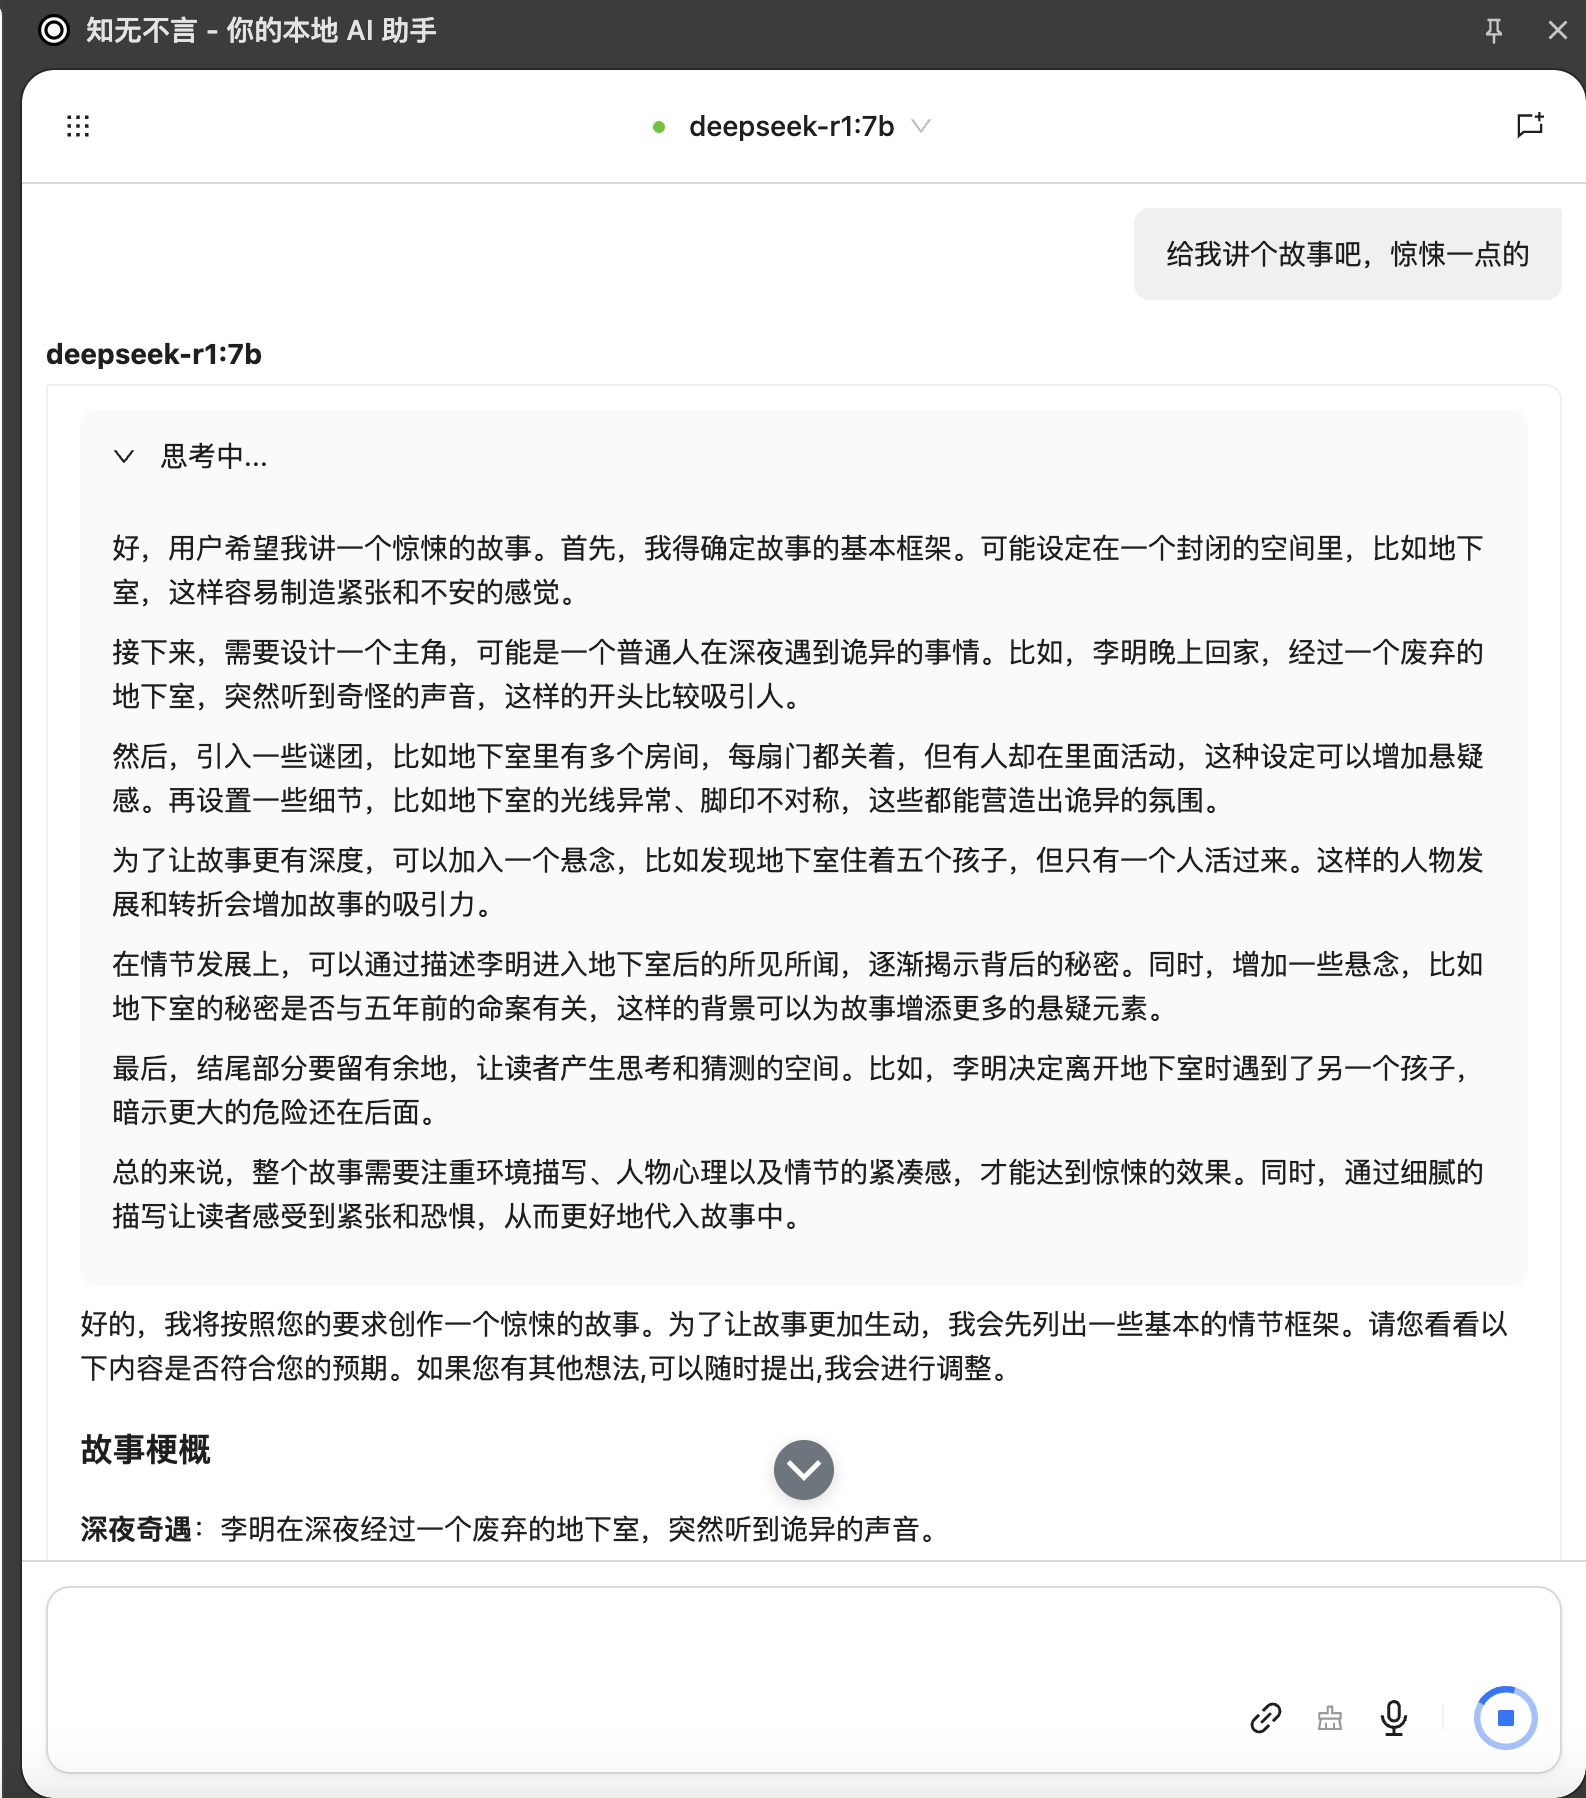 知无不言 - 你的本地 AI 助手
deepseek-r1:7b
给我讲个故事吧，惊悚一点的
deepseek-r1:7b
思考中...
好，用户希望我讲一个惊悚的故事。首先，我得确定故事的基本框架。可能设定在一个封闭的空间里，比如地下
室，这样容易制造紧张和不安的感觉。
接下来，需要设计一个主角，可能是一个普通人在深夜遇到诡异的事情。比如，李明晚上回家，经过一个废弃的
地下室，突然听到奇怪的声音，这样的开头比较吸引人。
然后，引入一些谜团，比如地下室里有多个房间，每扇门都关着，但有人却在里面活动，这种设定可以增加悬疑
感。再设置一些细节，比如地下室的光线异常、脚印不对称，这些都能营造出诡异的氛围。
为了让故事更有深度，可以加入一个悬念，比如发现地下室住着五个孩子，但只有一个人活过来。这样的人物发
展和转折会增加故事的吸引力。
在情节发展上，可以通过描述李明进入地下室后的所见所闻，逐渐揭示背后的秘密。同时，增加一些悬念，比如
地下室的秘密是否与五年前的命案有关，这样的背景可以为故事增添更多的悬疑元素。
最后，结尾部分要留有余地，让读者产生思考和猜测的空间。比如，李明决定离开地下室时遇到了另一个孩子，
暗示更大的危险还在后面。
总的来说，整个故事需要注重环境描写、人物心理以及情节的紧凑感，才能达到惊悚的效果。同时，通过细腻的
描写让读者感受到紧张和恐惧，从而更好地代入故事中。
好的，我将按照您的要求创作一个惊悚的故事。为了让故事更加生动，我会先列出一些基本的情节框架。请您看看以
下内容是否符合您的预期。如果您有其他想法,可以随时提出,我会进行调整。
故事梗概
深夜奇遇：李明在深夜经过一个废弃的地下室，突然听到诡异的声音。